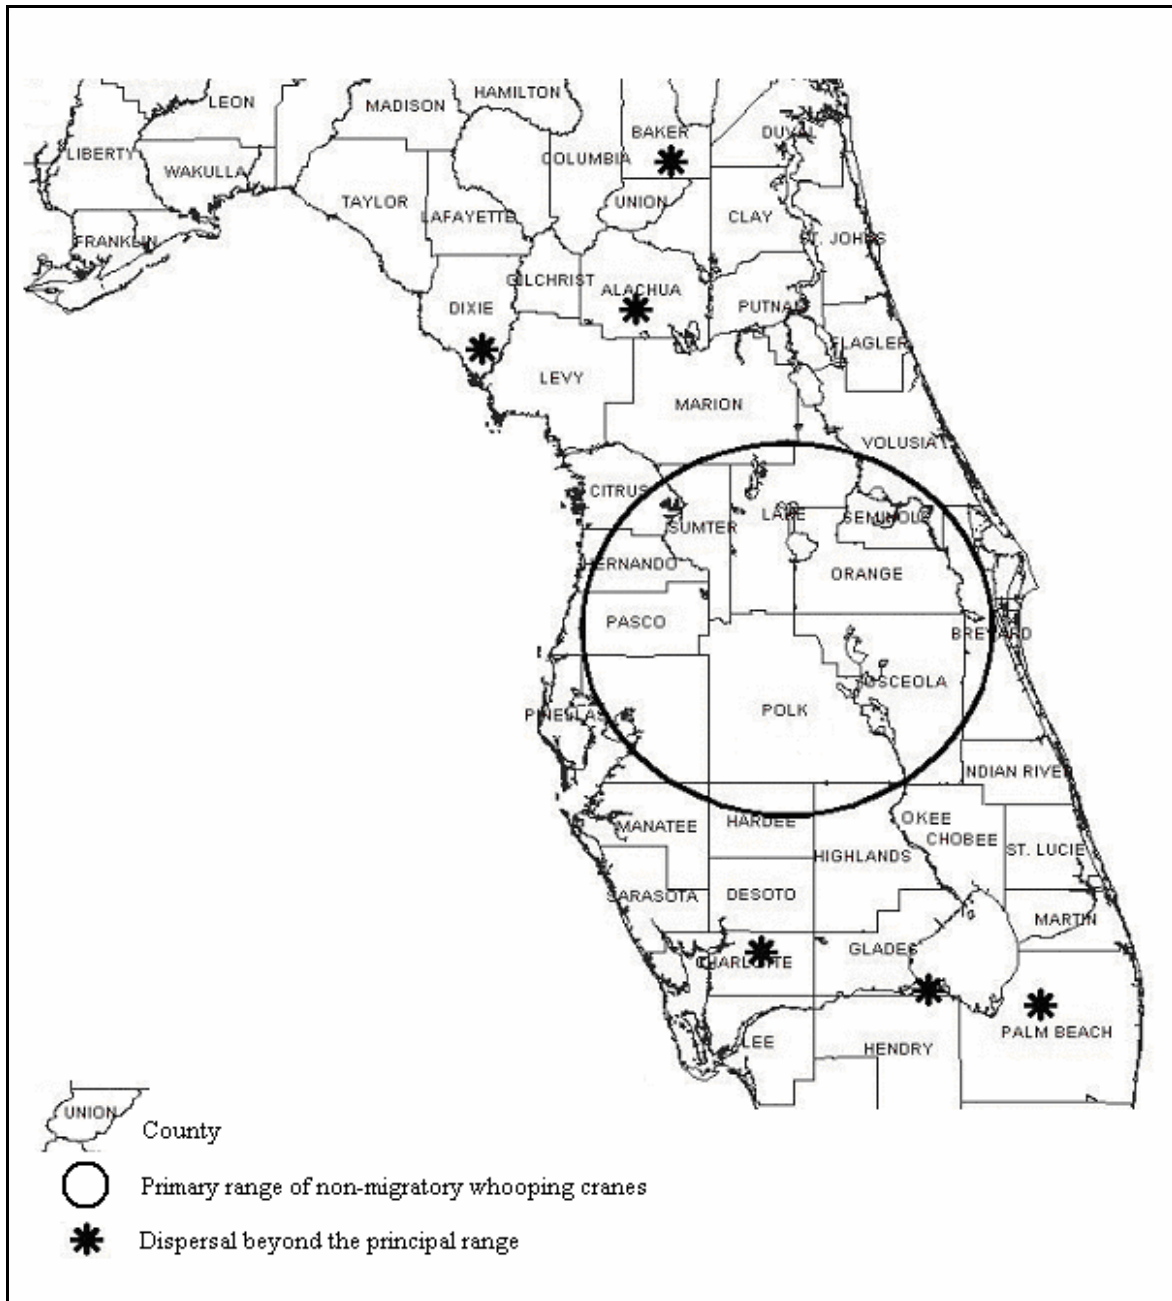 HAMILTON
LEON
MADISON
BAKER
DUVAL
LIBERTY
COLUMBIA
WAKULLA
TAYLOR
UNION
LAFAYETTE
CLAY
FRANKLIN
ST. JOHNS
GILCHRIST
ALACHUA
DIXIE
PUTNAM
FLAGLER
LEVY
MARION
VOLUSIA
CITRUS
SUMTER
LAKE
SEMINOLE
HERNANDO
ORANGE
PASCO
BREVARD
OSCEOLA
POLK
PINELLAS
INDIAN RIVER
MANATEE
HARDEE
OKEE
CHOBEE
HIGHLANDS
ST. LUCIE
SARASOTA
DESOTO
MARTIN
GLADES
CHARLOTTE
PALM BEACH
LEE
HENDRY
UNION
County
Primary range of non-migratory whooping cranes
Dispersal beyond the principal range